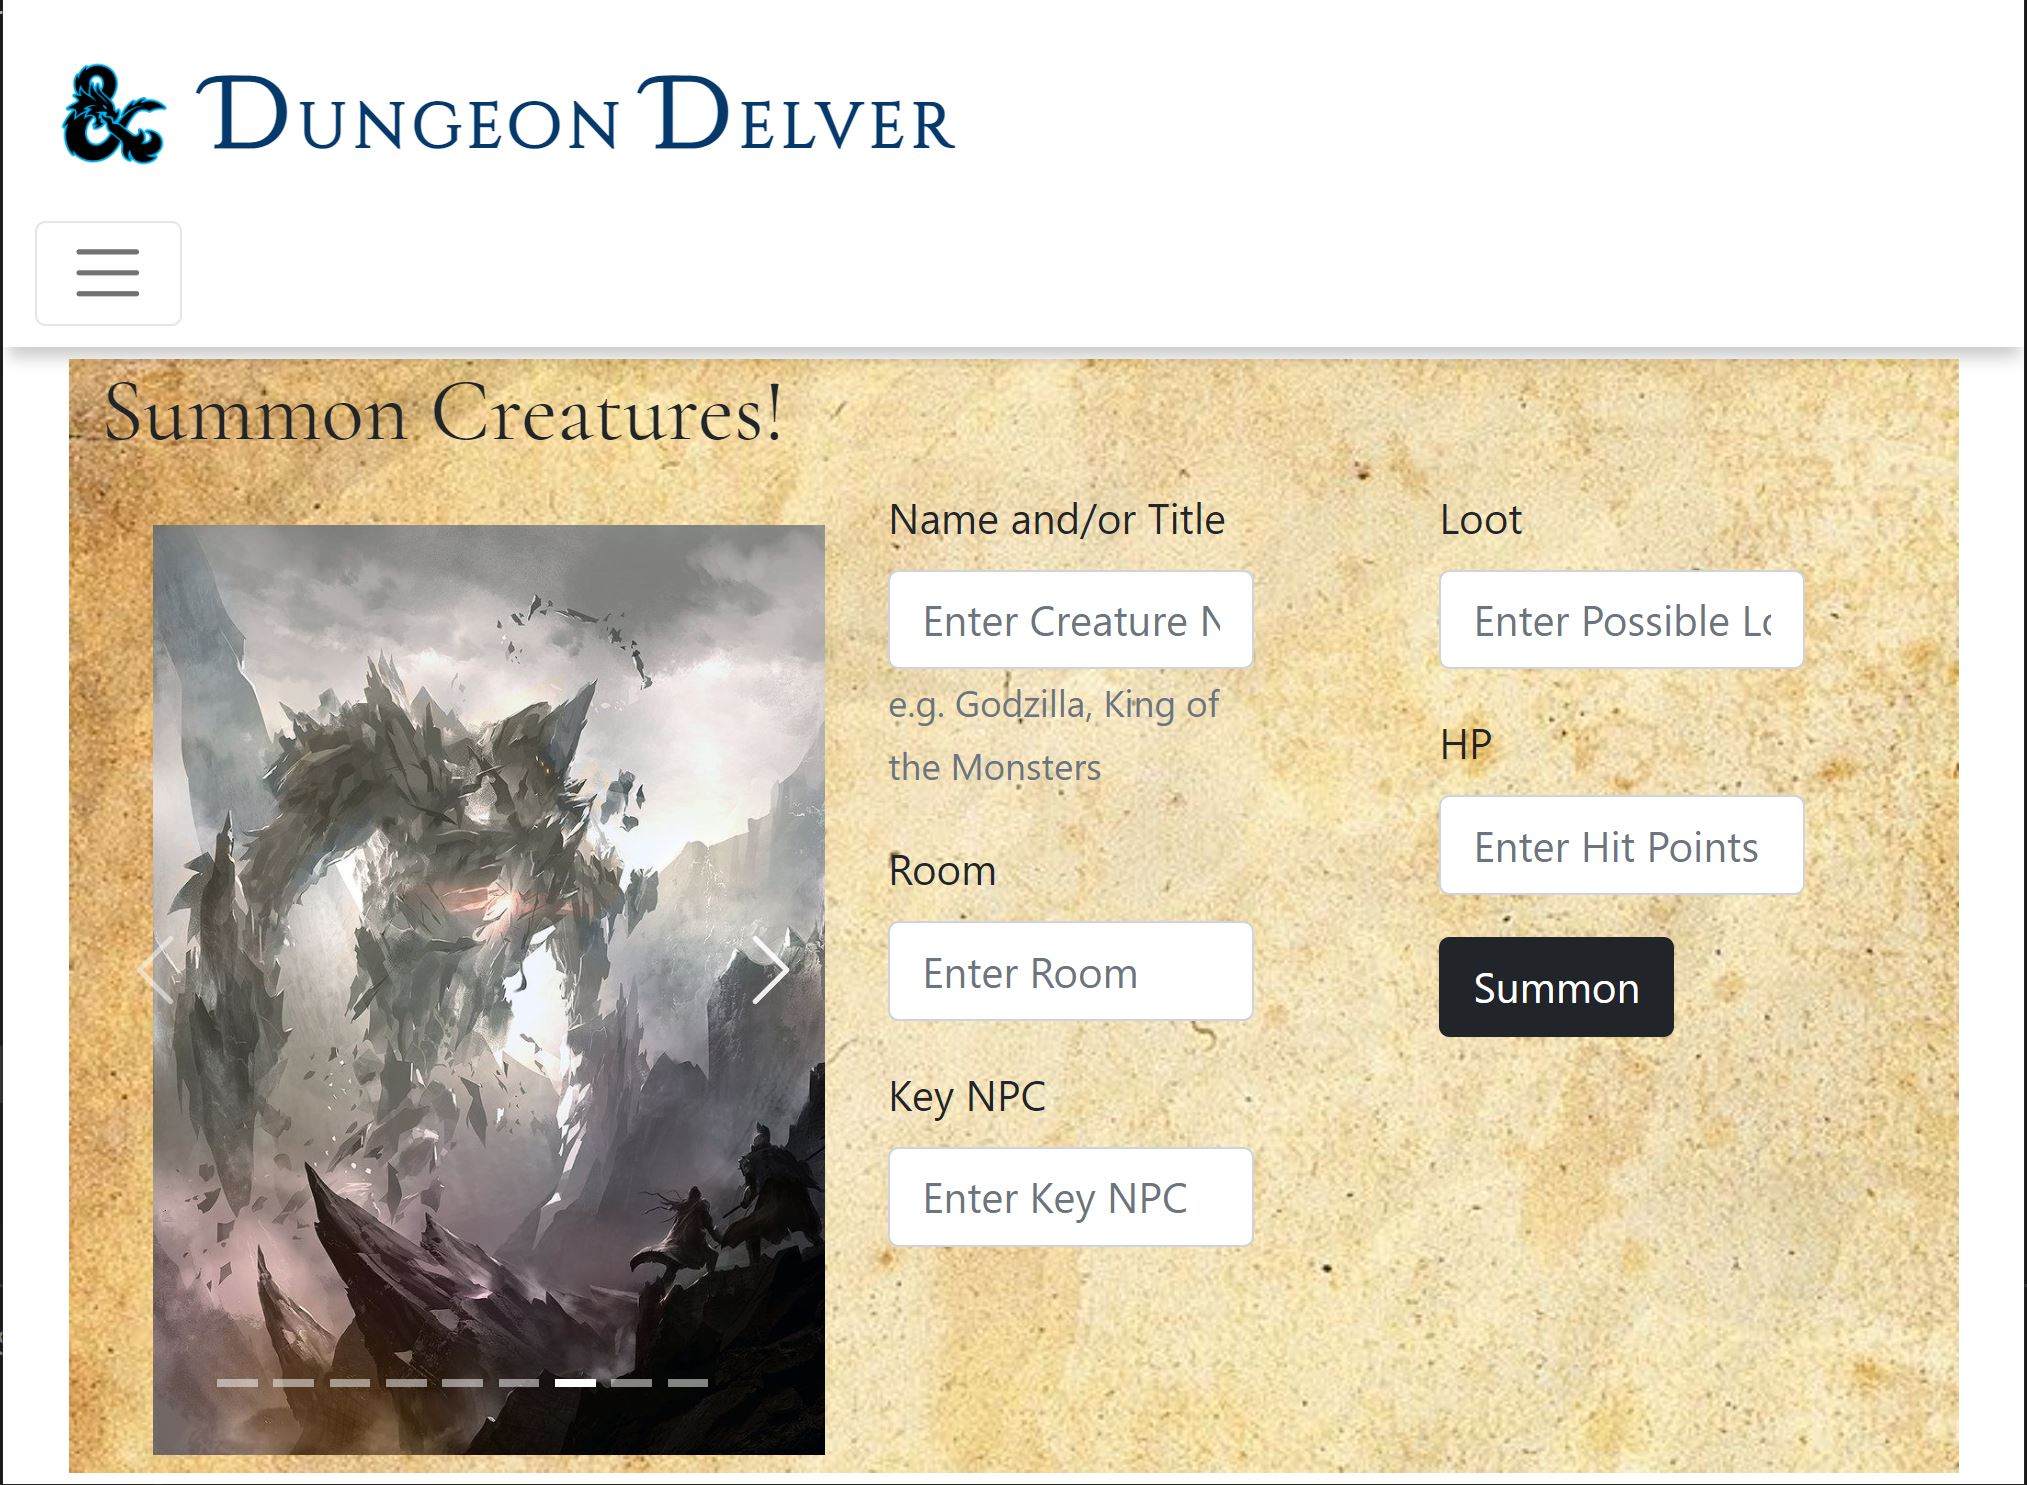 Dungeon Delver
Summon Creatures!
Name and/or Title
Enter Creature N
e.g. Godzilla, King of
the Monsters
Room
Enter Room
Key NPC
Enter Key NPC
Loot
Enter Possible Lo
HP
Enter Hit Points
Summon